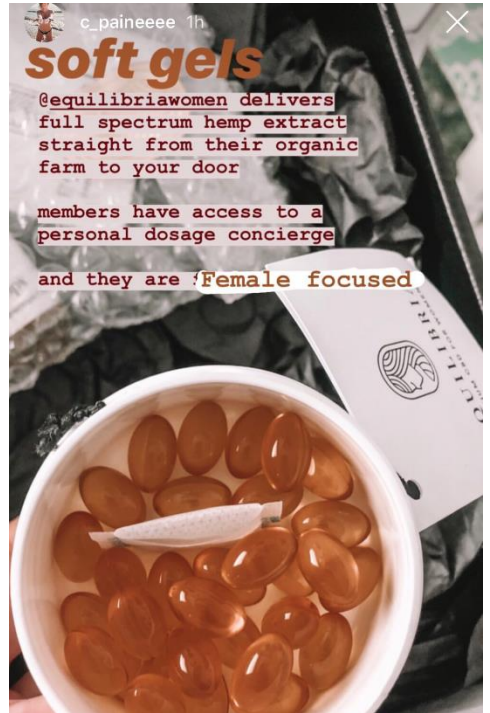 c_paineeee 1h
soft gels
@equilibriawomen delivers
full spectrum hemp extract
straight from their organic
farm to your door
members have access to a
personal dosage concierge
and they are Female focused